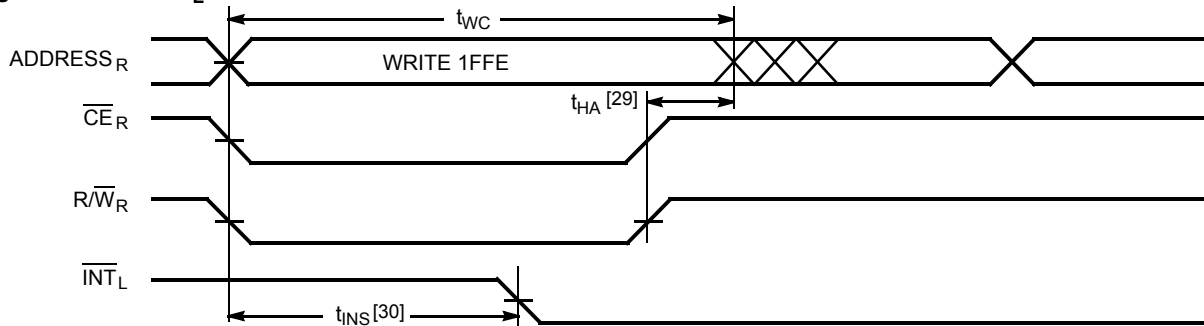 tWC
ADDRESSR
WRITE 1FFE
tHA [29]
CER
R/WR
INTL
tINS[30]